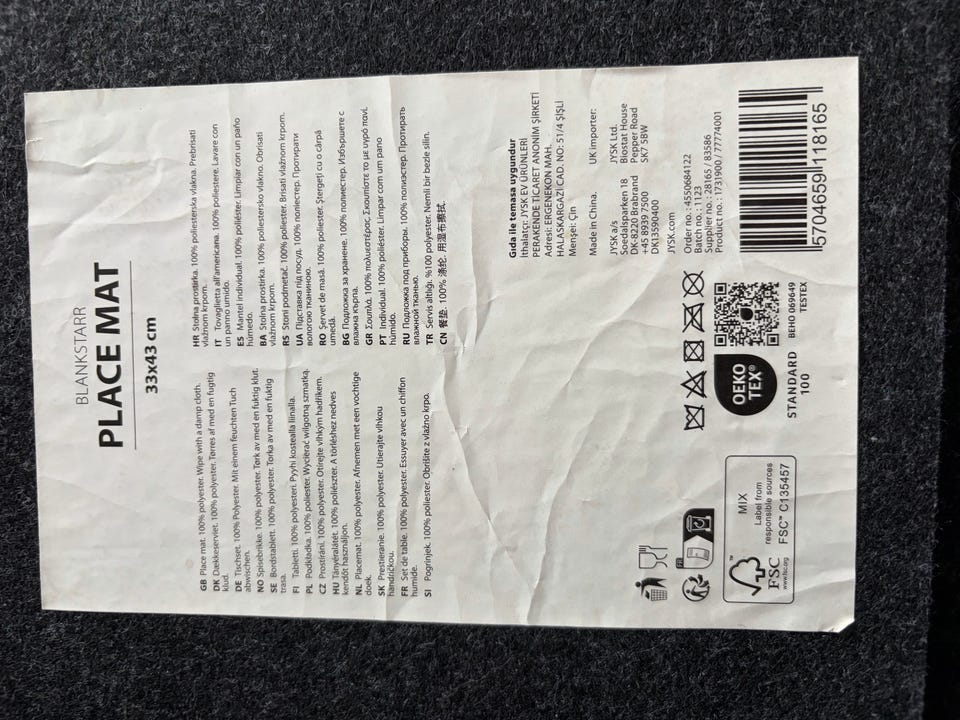 BLANKSTARR
PLACE MAT
33x43 cm
GB Place mat. 100% polyester. Wipe with a damp cloth.
DK Dækkeserviet. 100% polyester. Tørres af med en fugtig
klud.
DE Tischset. 100% Polyester. Mit einem feuchten Tuch
abwischen.
NO Spisebrikke. 100% polyester. Tørk av med en fuktig klut.
SE Bordstablett. 100% polyester. Torka av med en fuktig
trasa.
FI Tabletti. 100% polyesteri. Pyyhi kostealla liinalla.
PL Podkładka. 100% poliester. Wycierać wilgotną szmatką.
CZ Prostírání. 100% polyester. Otírejte vlhkým hadříkem.
HU Tányéralátét. 100% poliészter. A törléshez nedves
kendőt használjon.
NL Placemat. 100% polyester. Afnemen met een vochtige
doek.
SK Prestieranie. 100% polyester. Utierajte vlhkou
handričkou.
FR Set de table. 100% polyester. Essuyer avec un chiffon
humide.
SI Pogrinjek. 100% poliester. Obrišite z vlažno krpo.
HR Stolna prostirka. 100% poliesterska vlakna. Prebrisati
vlažnom krpom.
IT Tovaglietta all'americana. 100% poliestere. Lavare con
un panno umido.
ES Mantel individual. 100% poliéster. Limpiar con un paño
húmedo.
BA Stolna prostirka. 100% poliestersko vlakno. Obrisati
vlažnom krpom.
RS Stoni podmetač. 100% poliester. Brisati vlažnom krpom.
UA Підставка під посуд. 100% поліестер. Протирати
вологою тканиною.
RO Șervet de masă. 100% poliester. Ștergeți cu o cârpă
umedă.
BG Подложка за хранене. 100% полиестер. Избършете с
влажна кърпа.
GR Σουπλά. 100% πολυεστέρας. Σκουπίστε το με υγρό πανί.
PT Individual. 100% poliéster. Limpar com um pano
húmido.
RU Подложка под приборы. 100% полиэстер. Протирать
влажной тканью.
TR Servis altlığı. %100 polyester. Nemli bir bezle silin.
CN 餐垫. 100% 涤纶. 用湿布擦拭.
FR
FSC™
www.fsc.org
MIX
Label from
responsible sources
FSC™ C135457
OEKO
TEX®
STANDARD
100
BEHO 069649
TESTEX
Gıda ile temasa uygundur
İthalatçı: JYSK EV ÜRÜNLERİ
PERAKENDE TİCARET ANONİM ŞİRKETİ
Adresi: ERGENEKON MAH.
HALASKARGAZİ CAD. NO: 51/4 ŞİŞLİ
Menşei: Çin
Made in China.
UK importer:
JYSK a/s
Soedalsparken 18
DK-8220 Brabrand
+45 8939 7500
DK13590400
JYSK Ltd.
Biostat House
Pepper Road
SK7 5BW
JYSK.com
Order no.: 4550684122
Batch no.: 1123
Supplier no.: 28165 / 83586
Product no.: 1731900 / 77774001
5704659118165